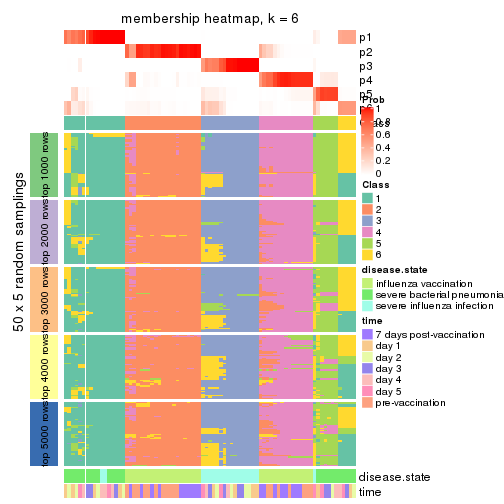 membership heatmap, k = 6
p1
p2
p3
p4
p5
p6
Prob
1
0.8
0.6
0.4
0.2
0
Class
1
2
3
4
5
6
disease.state
influenza vaccination
severe bacterial pneumonia
severe influenza infection
time
7 days post-vaccination
day 1
day 2
day 3
day 4
day 5
pre-vaccination
50 x 5 random samplings
top 1000 rows
top 2000 rows
top 3000 rows
top 4000 rows
top 5000 rows
disease.state
time